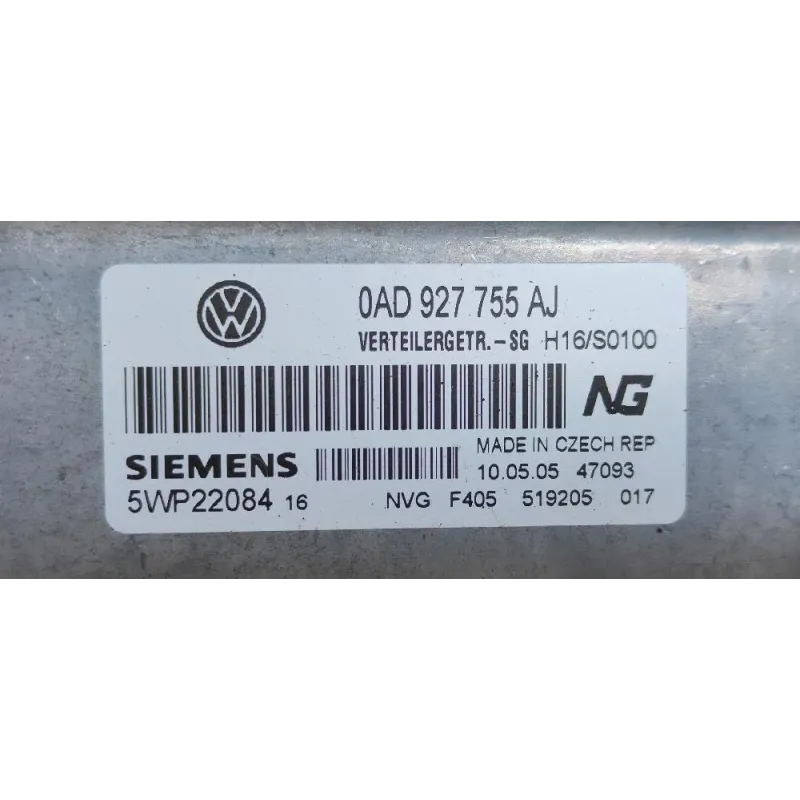 0AD 927 755 AJ
VERTEILERGETR.-SG H16/S0100
NG
MADE IN CZECH REP
SIEMENS 10.05.05 47093
5WP22084 16 NVG F405 519205 017